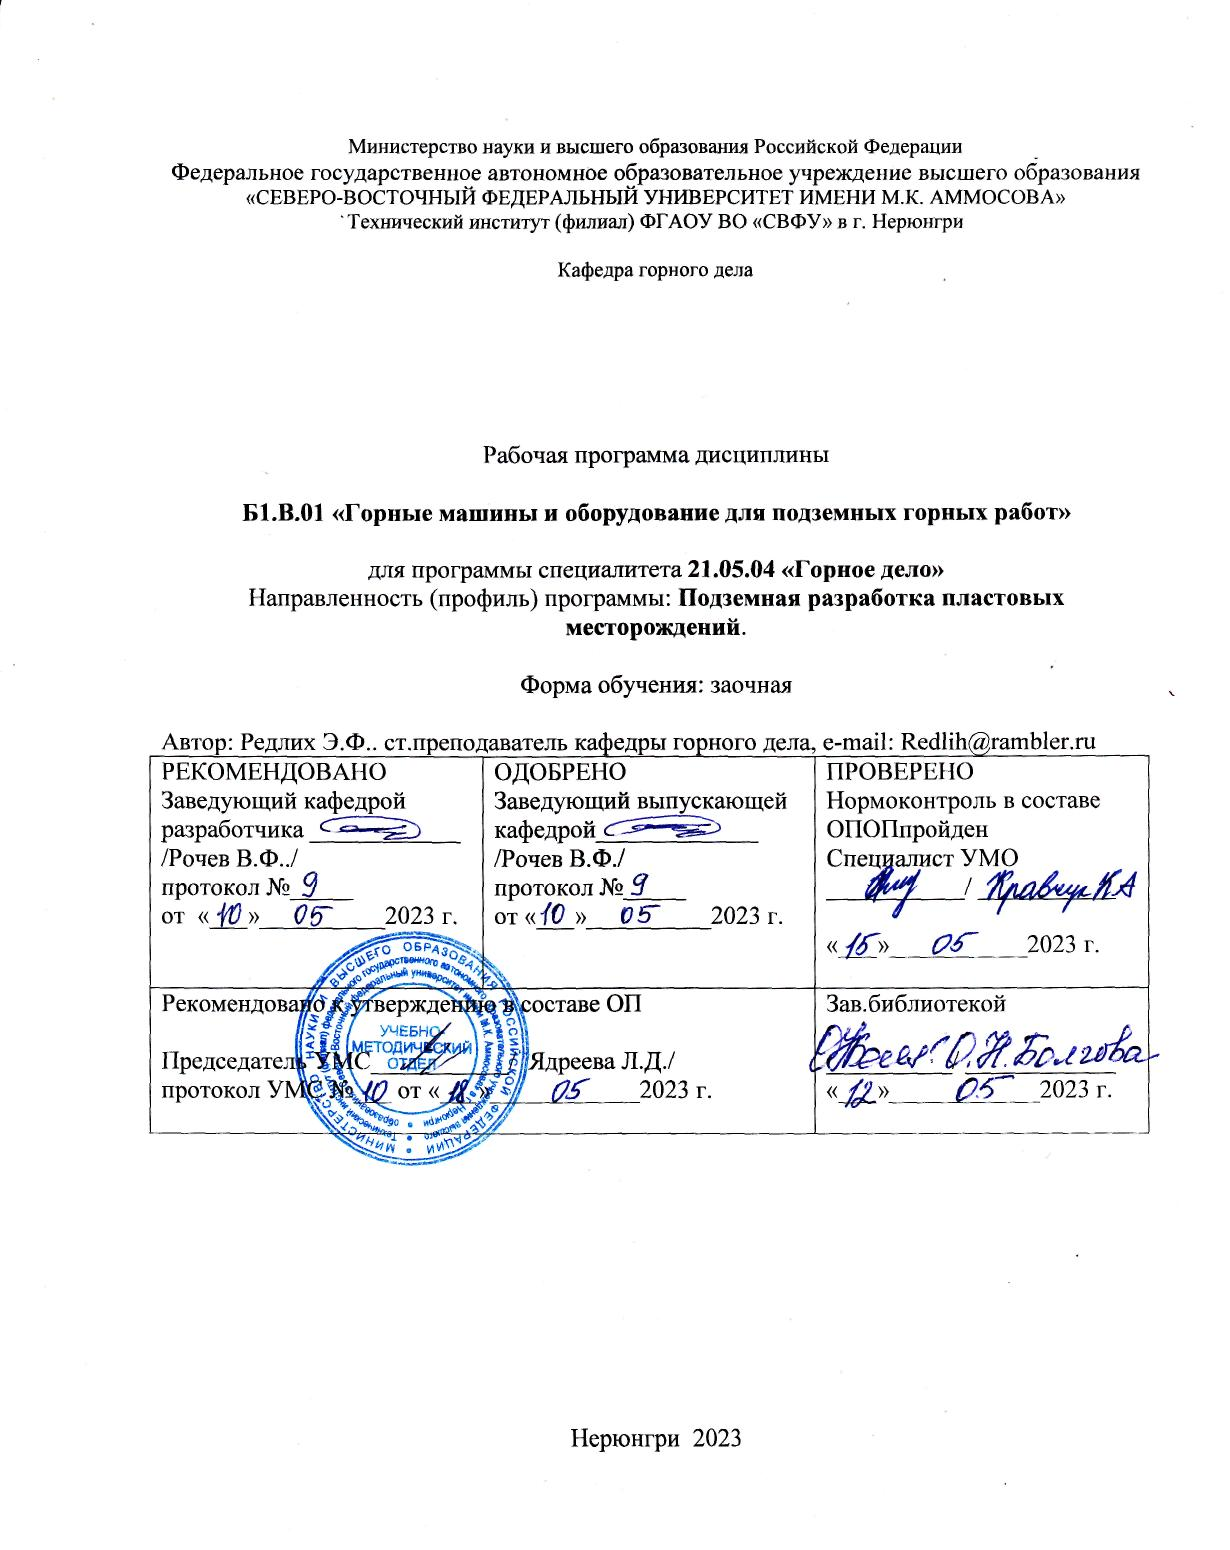 Министерство науки и высшего образования Российской Федерации
Федеральное государственное автономное образовательное учреждение высшего образования
«СЕВЕРО-ВОСТОЧНЫЙ ФЕДЕРАЛЬНЫЙ УНИВЕРСИТЕТ ИМЕНИ М.К. АММОСОВА»
Технический институт (филиал) ФГАОУ ВО «СВФУ» в г. Нерюнгри
Кафедра горного дела
Рабочая программа дисциплины
Б1.В.01 «Горные машины и оборудование для подземных горных работ»
для программы специалитета 21.05.04 «Горное дело»
Направленность (профиль) программы: Подземная разработка пластовых
месторождений.
Форма обучения: заочная
Автор: Редлих Э.Ф.. ст.преподаватель кафедры горного дела, e-mail: Redlih@rambler.ru
РЕКОМЕНДОВАНО
Заведующий кафедрой
разработчика
/Рочев В.Ф../
протокол № 9
от «10» 05 2023 г.
ОДОБРЕНО
Заведующий выпускающей
кафедрой
/Рочев В.Ф./
протокол № 9
от «10» 05 2023 г.
ПРОВЕРЕНО
Нормоконтроль в составе
ОПОПпройден
Специалист УМО
/ Кравчук К А
«15» 05 2023 г.
Рекомендовано к утверждению в составе ОП
Председатель УМС /Ядреева Л.Д./
протокол УМС № 10 от «18» 05 2023 г.
Зав.библиотекой
О.Н. Болгова
«12» 05 2023 г.
УЧЕБНО
МЕТОДИЧЕСКИЙ
ОТДЕЛ
МИНИСТЕРСТВО НАУКИ И ВЫСШЕГО ОБРАЗОВАНИЯ РОССИЙСКОЙ ФЕДЕРАЦИИ
Нерюнгри 2023